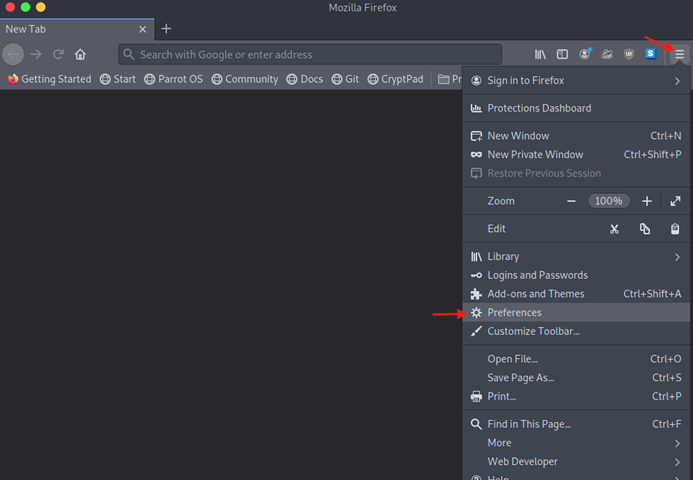 Mozilla Firefox
New Tab
Search with Google or enter address
Getting Started Start Parrot OS Community Docs Git CryptPad
Sign in to Firefox
Protections Dashboard
New Window Ctrl+N
New Private Window Ctrl+Shift+P
Restore Previous Session
Zoom 100%
Edit
Library
Logins and Passwords
Add-ons and Themes Ctrl+Shift+A
Preferences
Customize Toolbar...
Open File... Ctrl+O
Save Page As... Ctrl+S
Print... Ctrl+P
Find in This Page... Ctrl+F
More
Web Developer
Help